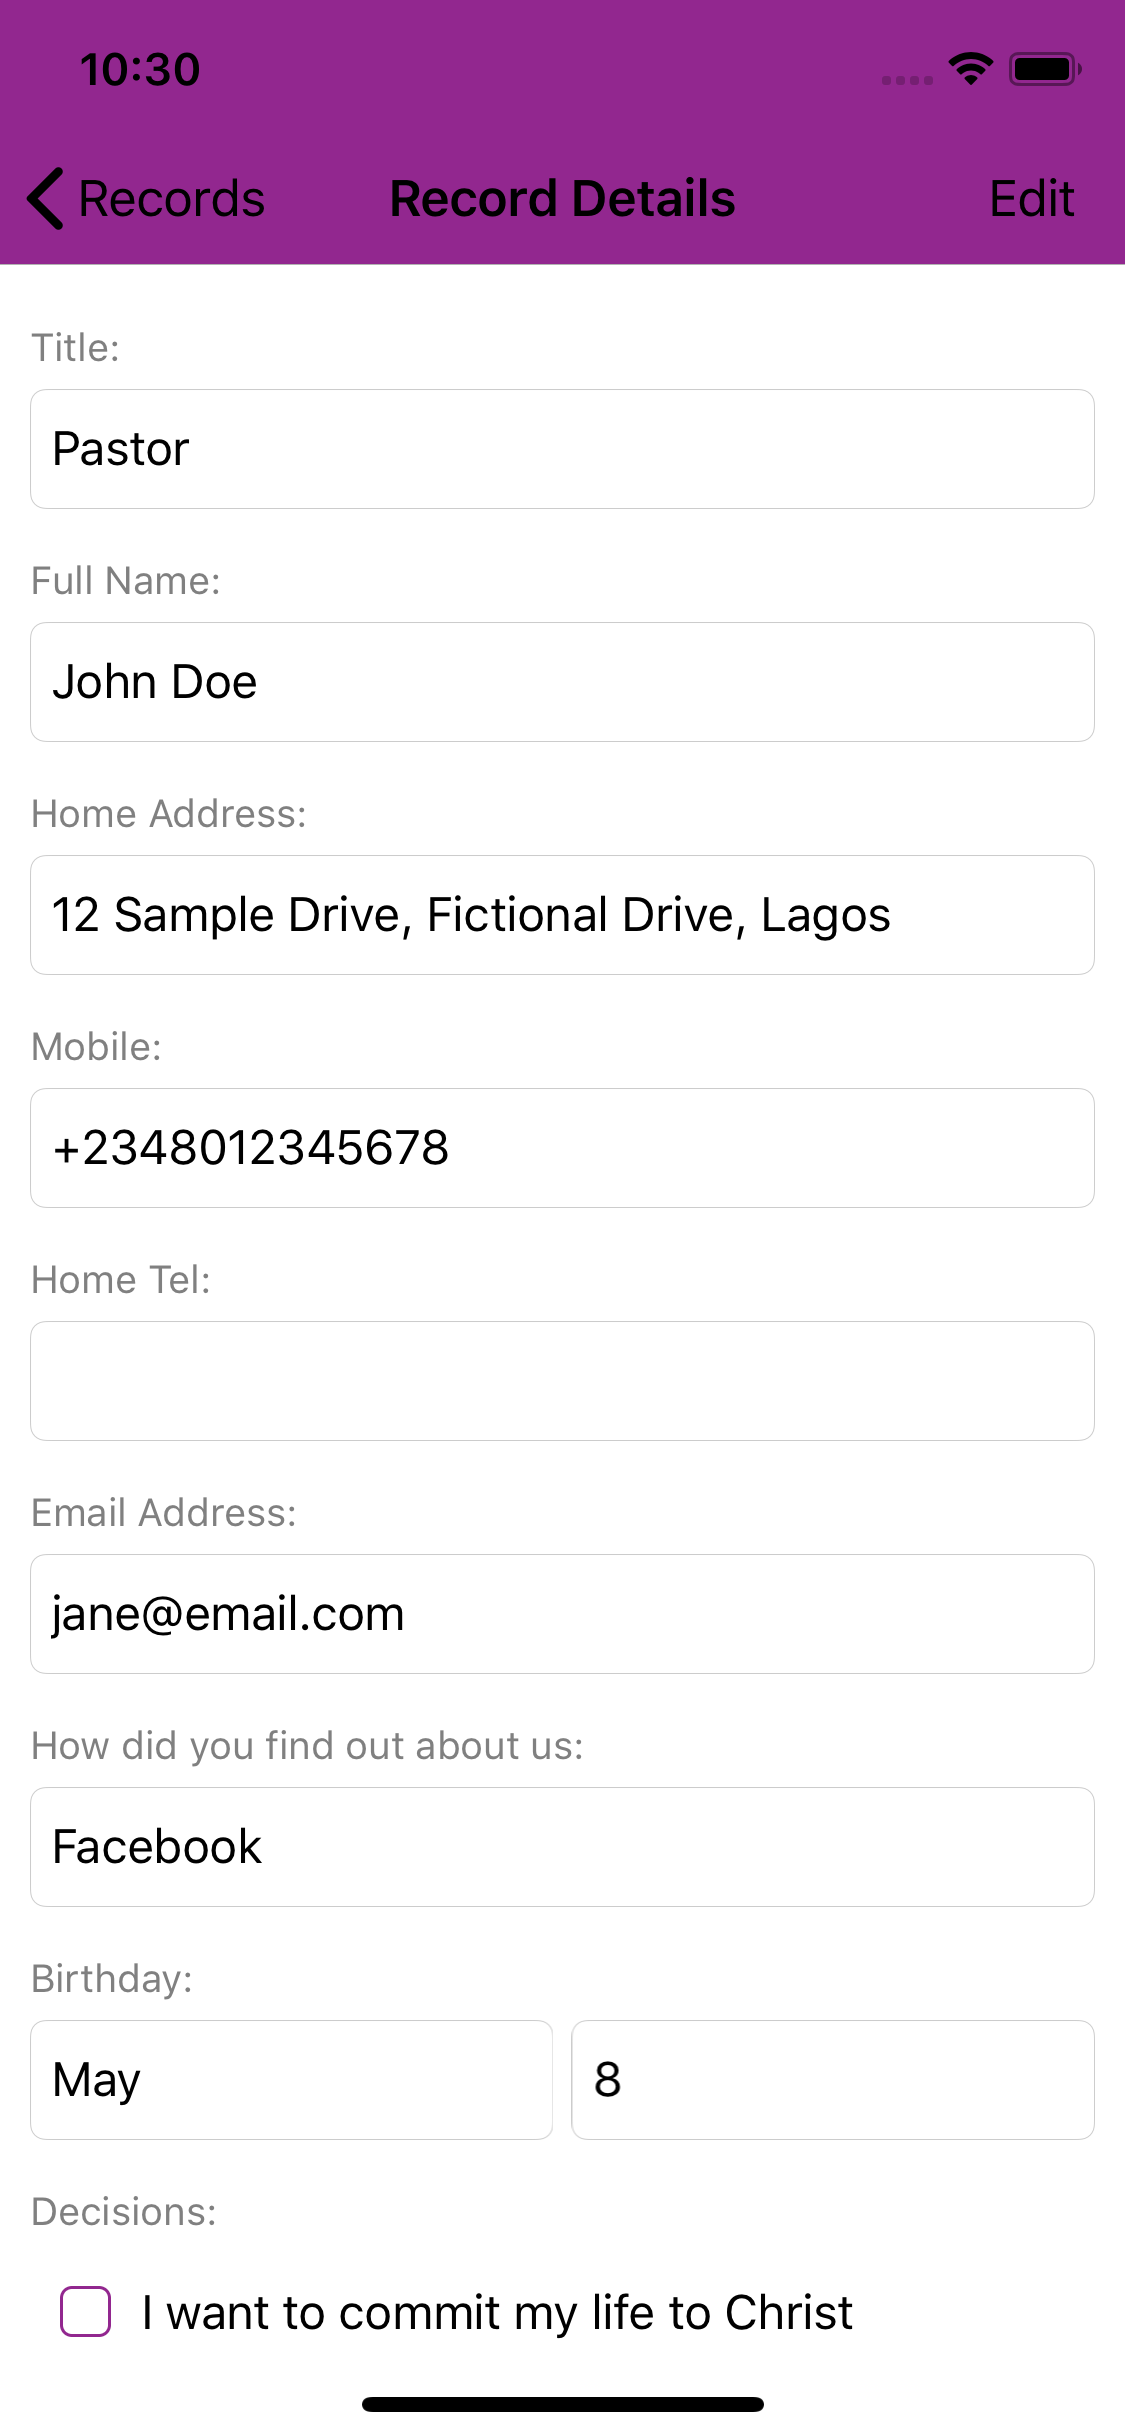 10:30
Records Record Details Edit
Title:
Pastor
Full Name:
John Doe
Home Address:
12 Sample Drive, Fictional Drive, Lagos
Mobile:
+2348012345678
Home Tel:
Email Address:
jane@email.com
How did you find out about us:
Facebook
Birthday:
May 8
Decisions:
I want to commit my life to Christ